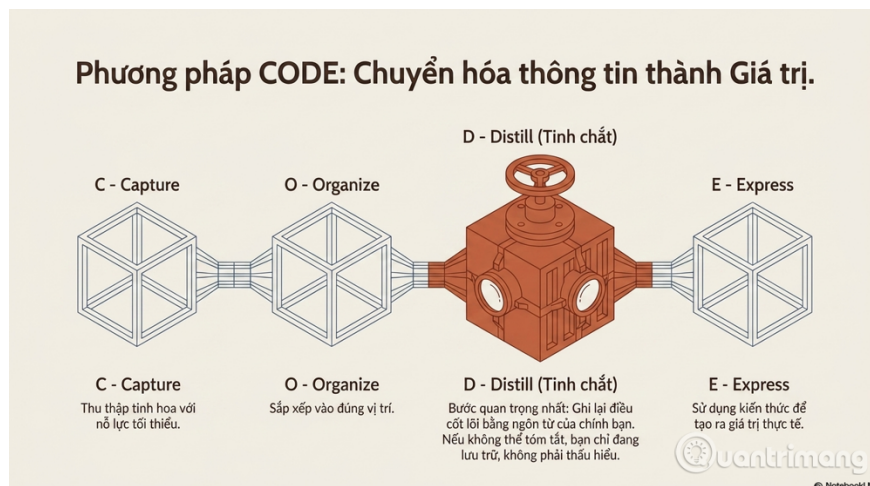 Phương pháp CODE: Chuyển hóa thông tin thành Giá trị.
D - Distill (Tinh chắt)
C - Capture
O - Organize
E - Express
C - Capture
Thu thập tinh hoa với
nỗ lực tối thiểu.
O - Organize
Sắp xếp vào đúng vị trí.
D - Distill (Tinh chắt)
Bước quan trọng nhất: Ghi lại điều
cốt lõi bằng ngôn từ của chính bạn.
Nếu không thể tóm tắt, bạn chỉ đang
lưu trữ, không phải thấu hiểu.
E - Express
Sử dụng kiến thức để
tạo ra giá trị thực tế.
Quantrimang